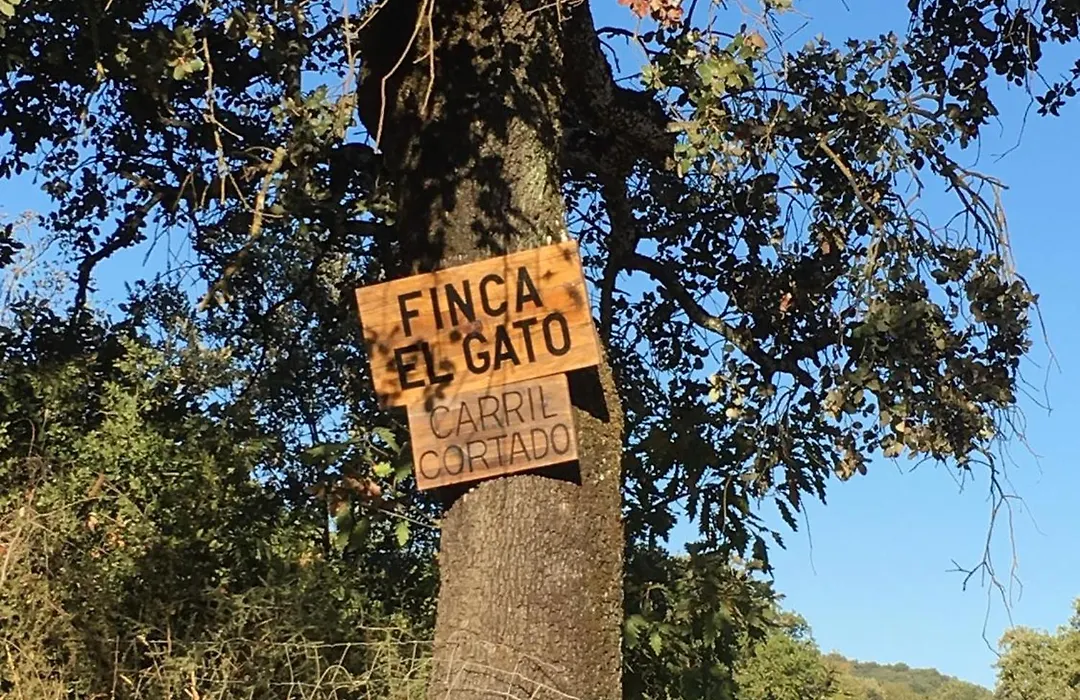 FINCA
EL GATO
CARRIL
CORTADO